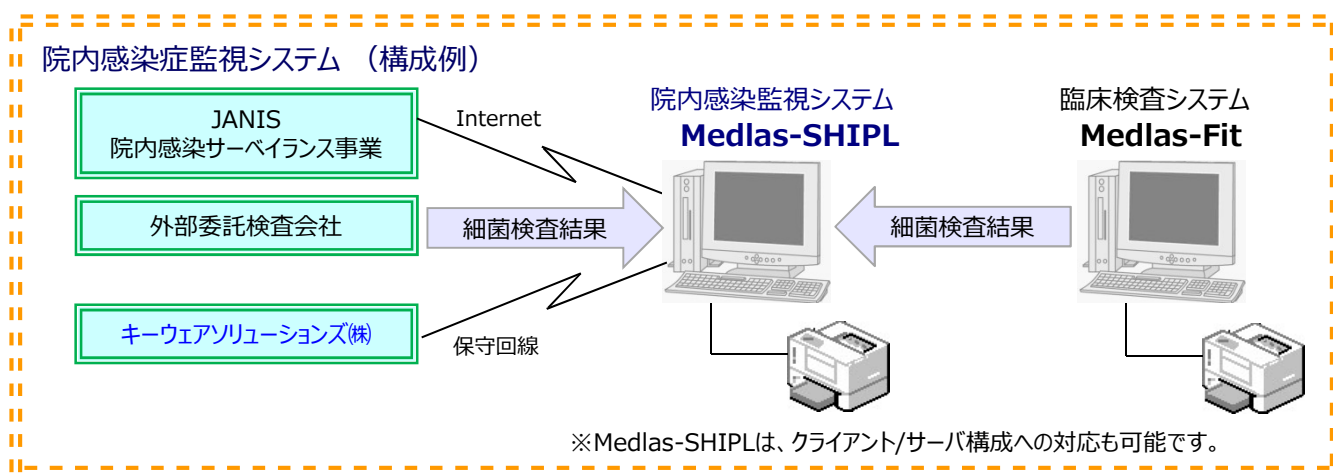 院内感染症監視システム (構成例)
JANIS
院内感染サーベイランス事業
Internet
院内感染監視システム
Medlas-SHIPL
臨床検査システム
Medlas-Fit
外部委託検査会社
細菌検査結果
細菌検査結果
キーウェアソリューションズ㈱
保守回線
※Medlas-SHIPLは、クライアント/サーバ構成への対応も可能です。